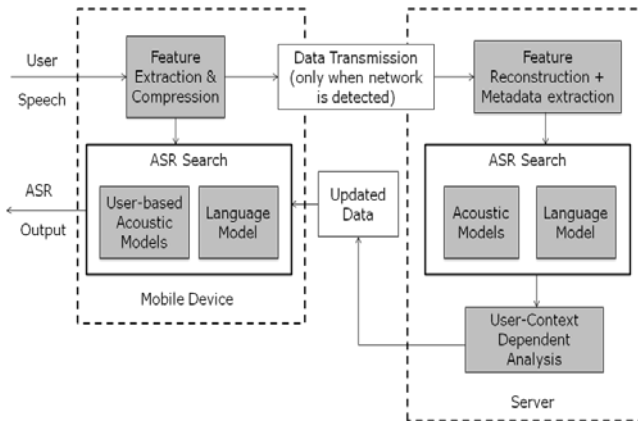 User
Speech
Feature
Extraction &
Compression
Data Transmission
(only when network
is detected)
Feature
Reconstruction +
Metadata extraction
ASR Search
User-based
Acoustic
Models
Language
Model
ASR
Output
Mobile Device
Updated
Data
ASR Search
Acoustic
Models
Language
Model
User-Context
Dependent
Analysis
Server